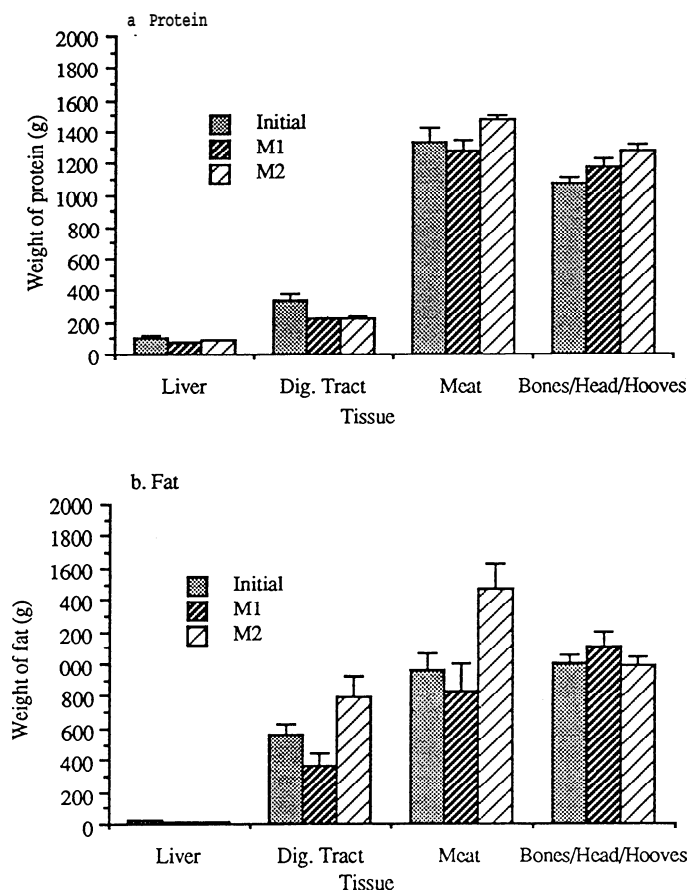 a Protein
2000
1800
1600
1400
1200
1000
800
600
400
200
0
Weight of protein (g)
Initial
M1
M2
Liver
Dig. Tract
Meat
Bones/Head/Hooves
Tissue
b. Fat
2000
1800
1600
400
200
000
800
600
400
200
0
Weight of fat (g)
Initial
M1
M2
Liver
Dig. Tract
Meat
Bones/Head/Hooves
Tissue